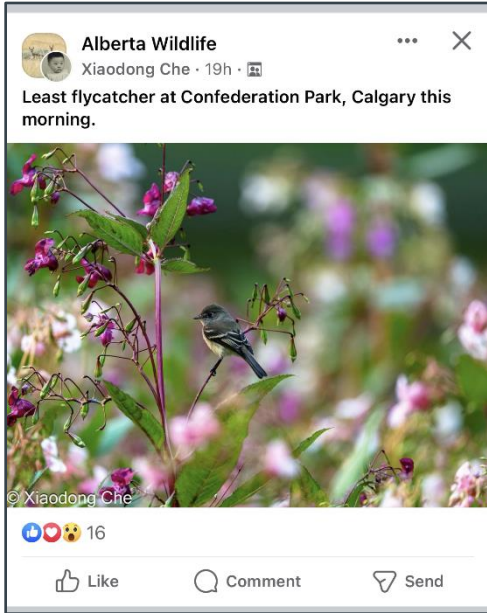 Alberta Wildlife
Xiaodong Che · 19h ·
Least flycatcher at Confederation Park, Calgary this
morning.
© Xiaodong Che
16
Like Comment Send